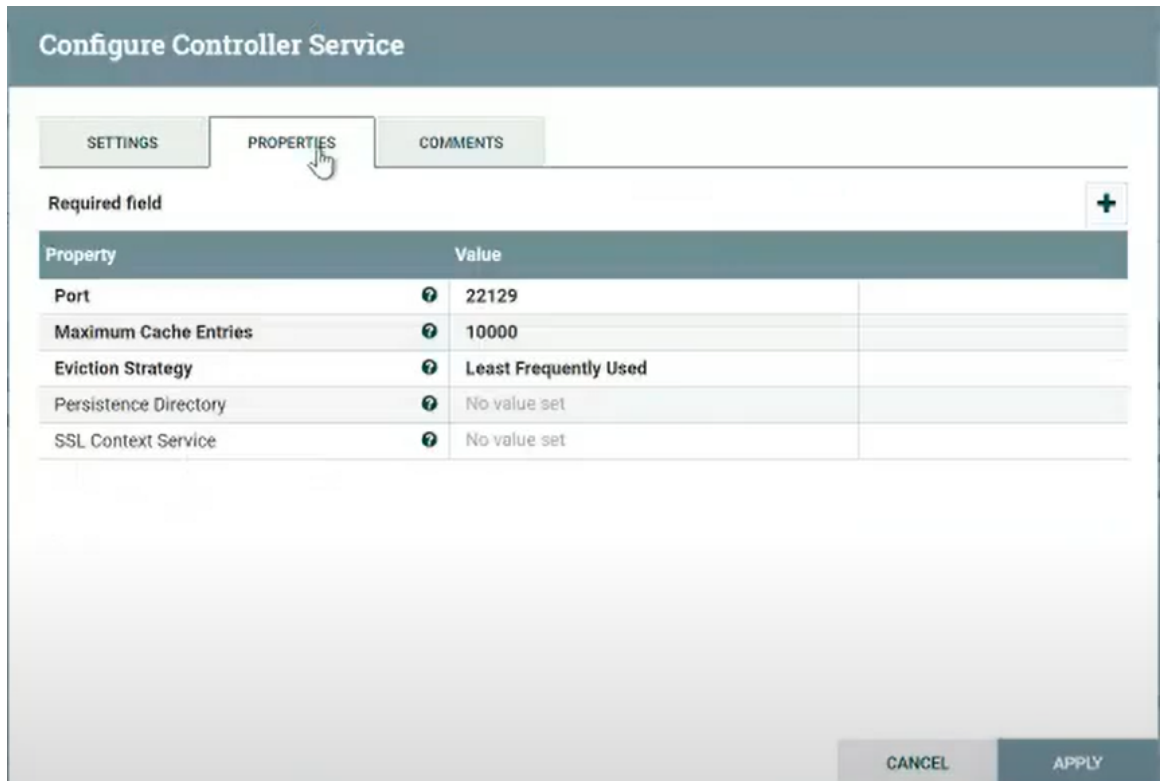 Configure Controller Service
SETTINGS PROPERTIES COMMENTS
Required field
Property Value
Port 22129
Maximum Cache Entries 10000
Eviction Strategy Least Frequently Used
Persistence Directory No value set
SSL Context Service No value set
CANCEL APPLY